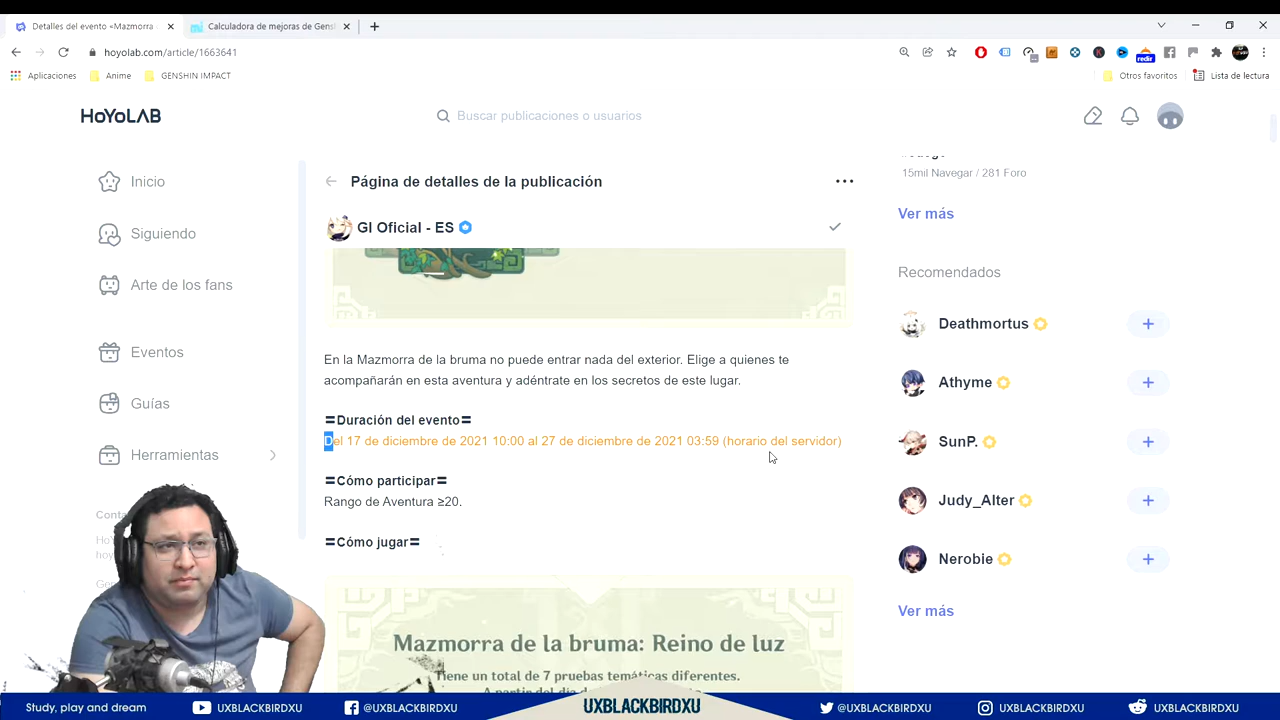 Detalles del evento «Mazmorra
Calculadora de mejoras de Gensh
hoyolab.com/article/1663641
redir
Aplicaciones
Anime
GENSHIN IMPACT
Otros favoritos
Lista de lectura
HoYoLAB
Buscar publicaciones o usuarios
Inicio
Siguiendo
Arte de los fans
Eventos
Guías
Herramientas
Página de detalles de la publicación
GI Oficial - ES
En la Mazmorra de la bruma no puede entrar nada del exterior. Elige a quienes te
acompañarán en esta aventura y adéntrate en los secretos de este lugar.
〓Duración del evento〓
Del 17 de diciembre de 2021 10:00 al 27 de diciembre de 2021 03:59 (horario del servidor)
〓Cómo participar〓
Rango de Aventura ≥20.
〓Cómo jugar〓
Mazmorra de la bruma: Reino de luz
Tiene un total de 7 pruebas temáticas diferentes.
15mil Navegar / 281 Foro
Ver más
Recomendados
Deathmortus
Athyme
SunP.
Judy_Alter
Nerobie
Ver más
Study, play and dream
UXBLACKBIRDXU
@UXBLACKBIRDXU
UXBLACKBIRDXU
@UXBLACKBIRDXU
UXBLACKBIRDXU
UXBLACKBIRDXU